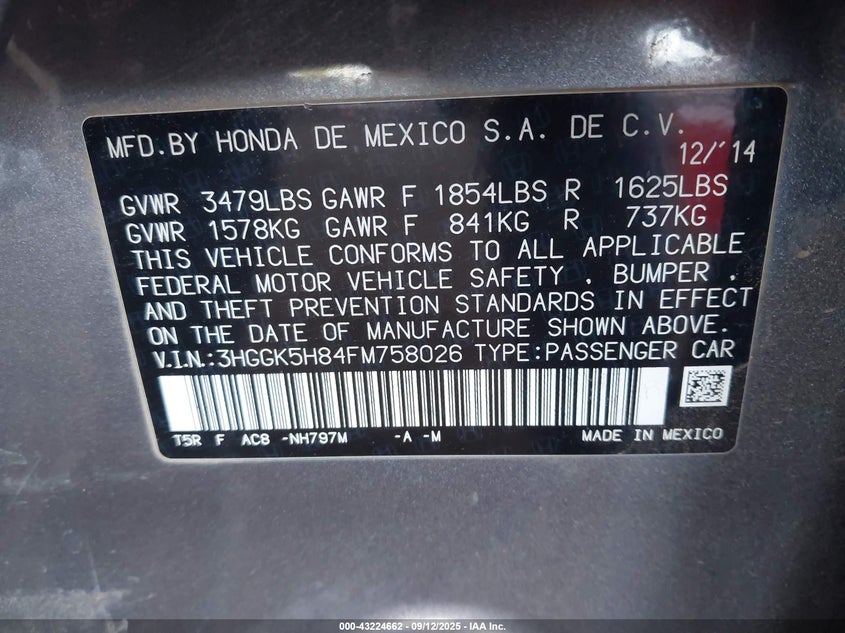 MFD.BY HONDA DE MEXICO S.A. DE C.V.
12/'14
GVWR 3479LBS GAWR F 1854LBS R 1625LBS
GVWR 1578KG GAWR F 841KG R 737KG
THIS VEHICLE CONFORMS TO ALL APPLICABLE
FEDERAL MOTOR VEHICLE SAFETY , BUMPER ,
AND THEFT PREVENTION STANDARDS IN EFFECT
ON THE DATE OF MANUFACTURE SHOWN ABOVE.
V.I.N.:3HGGK5H84FM758026 TYPE:PASSENGER CAR
T5R F AC8 -NH797M -A -M MADE IN MEXICO
000-43224662 - 09/12/2025 - IAA Inc.